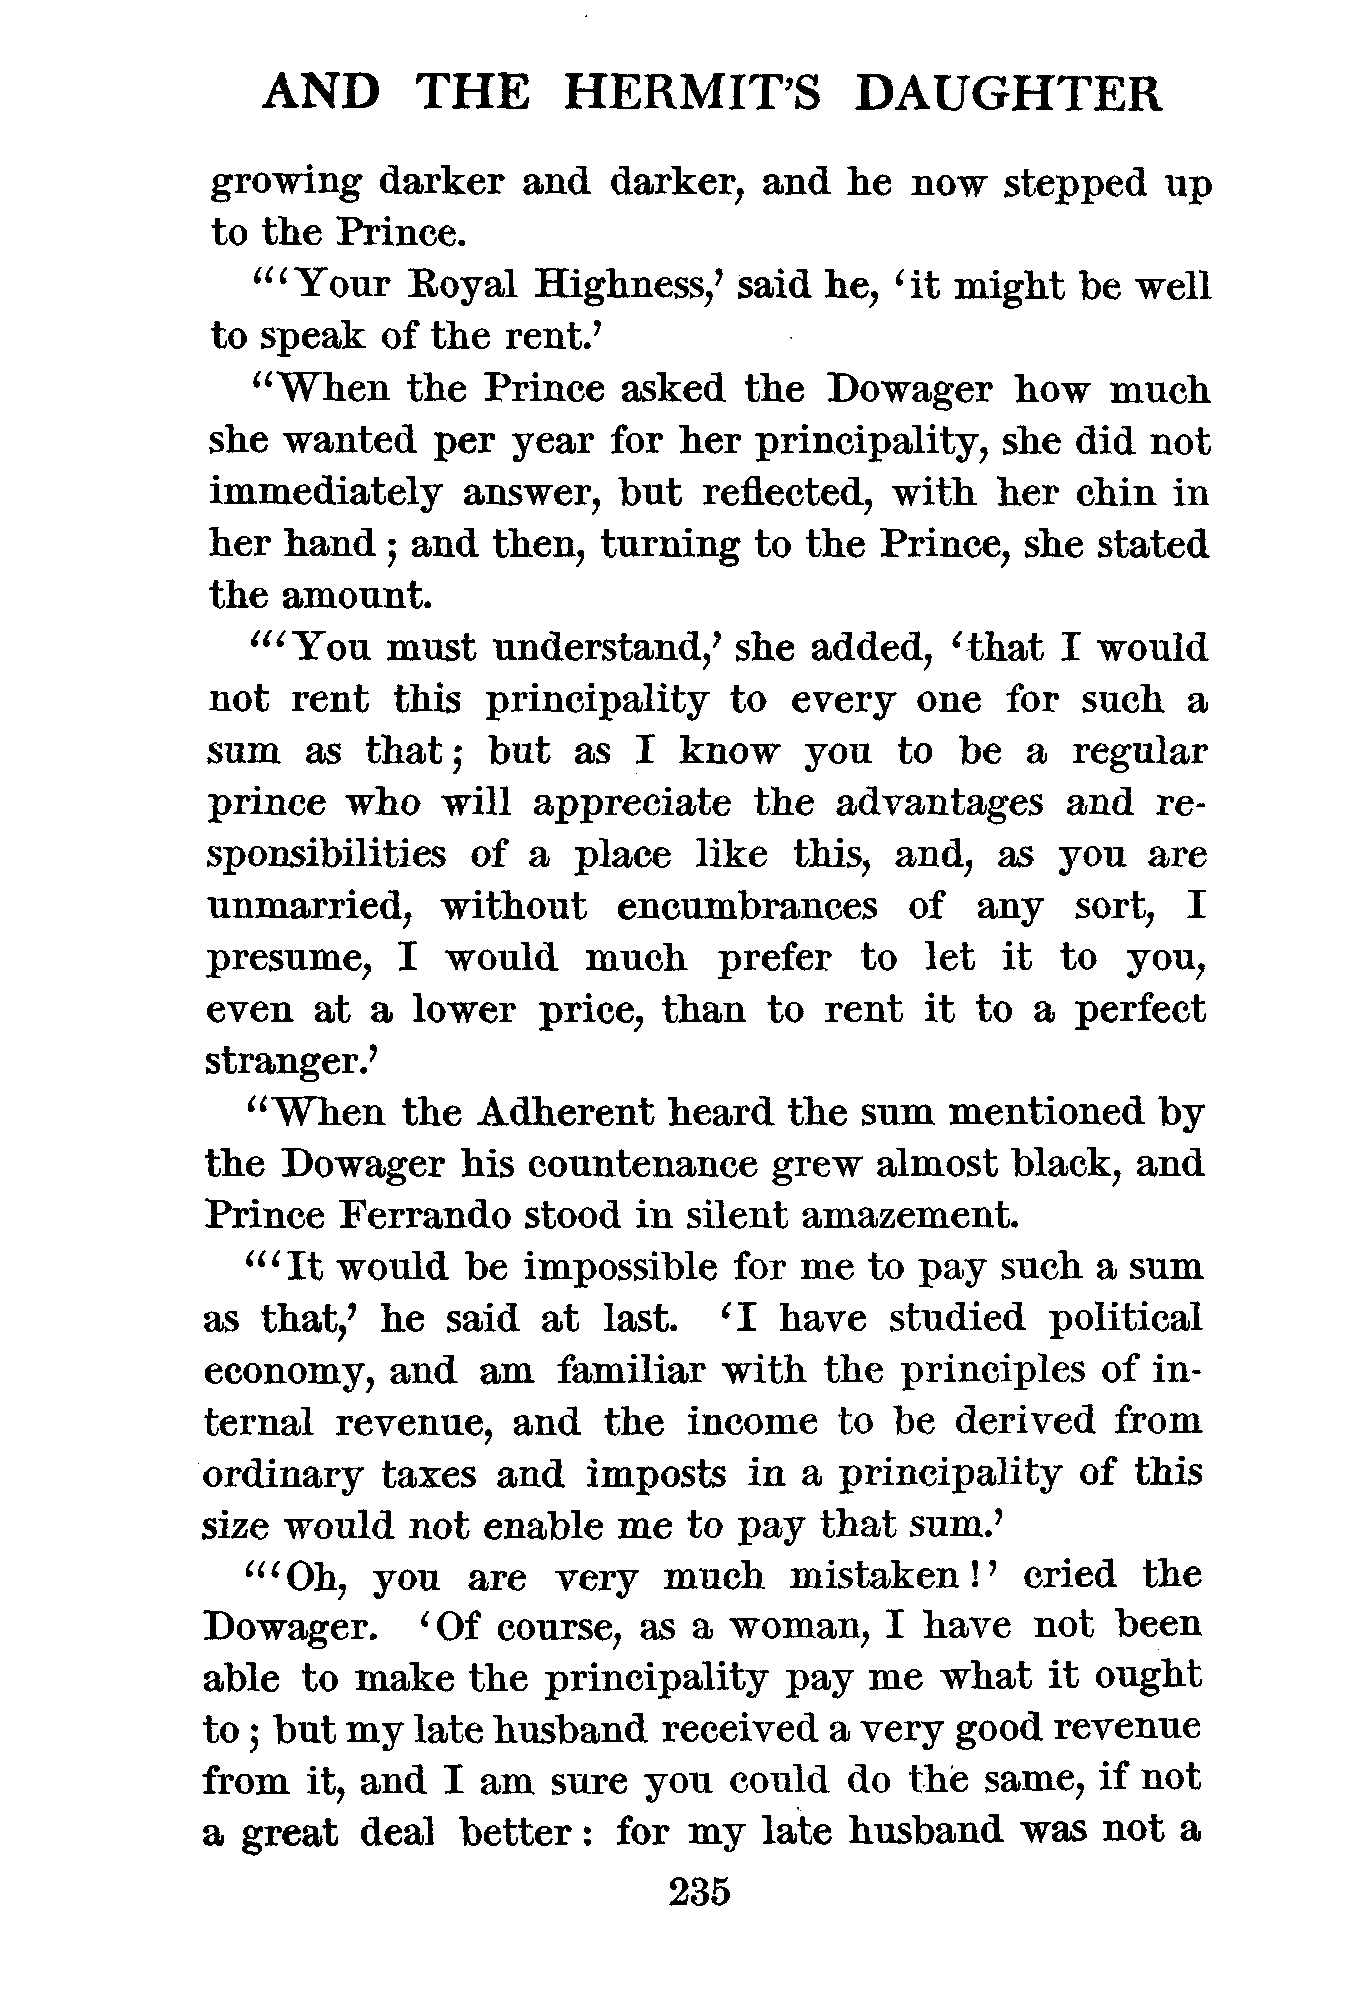 AND THE HERMIT'S DAUGHTER
growing darker and darker, and he now stepped up
to the Prince.
"'Your Royal Highness,' said he, 'it might be well
to speak of the rent.'
"When the Prince asked the Dowager how much
she wanted per year for her principality, she did not
immediately answer, but reflected, with her chin in
her hand; and then, turning to the Prince, she stated
the amount.
"'You must understand,' she added, 'that I would
not rent this principality to every one for such a
sum as that; but as I know you to be a regular
prince who will appreciate the advantages and re-
sponsibilities of a place like this, and, as you are
unmarried, without encumbrances of any sort, I
presume, I would much prefer to let it to you,
even at a lower price, than to rent it to a perfect
stranger.'
"When the Adherent heard the sum mentioned by
the Dowager his countenance grew almost black, and
Prince Ferrando stood in silent amazement.
"'It would be impossible for me to pay such a sum
as that,' he said at last. 'I have studied political
economy, and am familiar with the principles of in-
ternal revenue, and the income to be derived from
ordinary taxes and imposts in a principality of this
size would not enable me to pay that sum.'
"'Oh, you are very much mistaken!' cried the
Dowager. 'Of course, as a woman, I have not been
able to make the principality pay me what it ought
to; but my late husband received a very good revenue
from it, and I am sure you could do the same, if not
a great deal better: for my late husband was not a
235